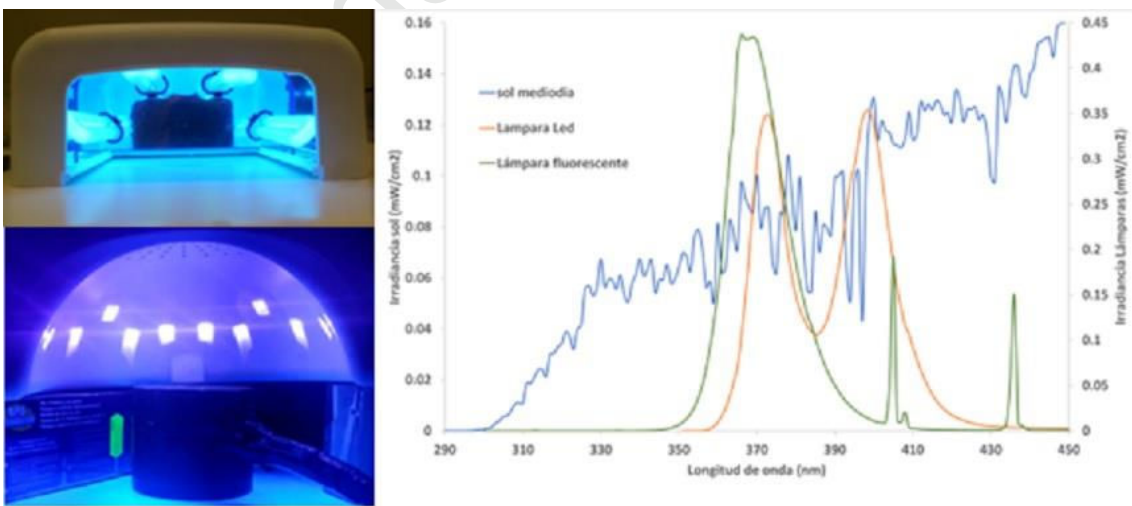 0.16
0.14
0.12
0.1
0.08
0.06
0.04
0.02
0
Irradiancia sol (mW/cm2)
sol mediodia
Lampara Led
Lámpara fluorescente
0.45
0.4
0.35
0.3
0.25
0.2
0.15
0.1
0.05
0
Irradiancia Lámparas (mW/cm2)
290 310 330 350 370 390 410 430 450
Longitud de onda (nm)